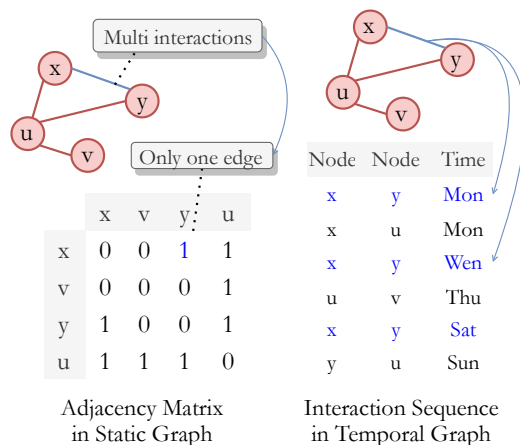 Multi interactions
x
y
u
v
Only one edge
x v y u
x 0 0 1 1
v 0 0 0 1
y 1 0 0 1
u 1 1 1 0
Adjacency Matrix
in Static Graph
x
y
u
v
Node Node Time
x y Mon
x u Mon
x y Wen
u v Thu
x y Sat
y u Sun
Interaction Sequence
in Temporal Graph